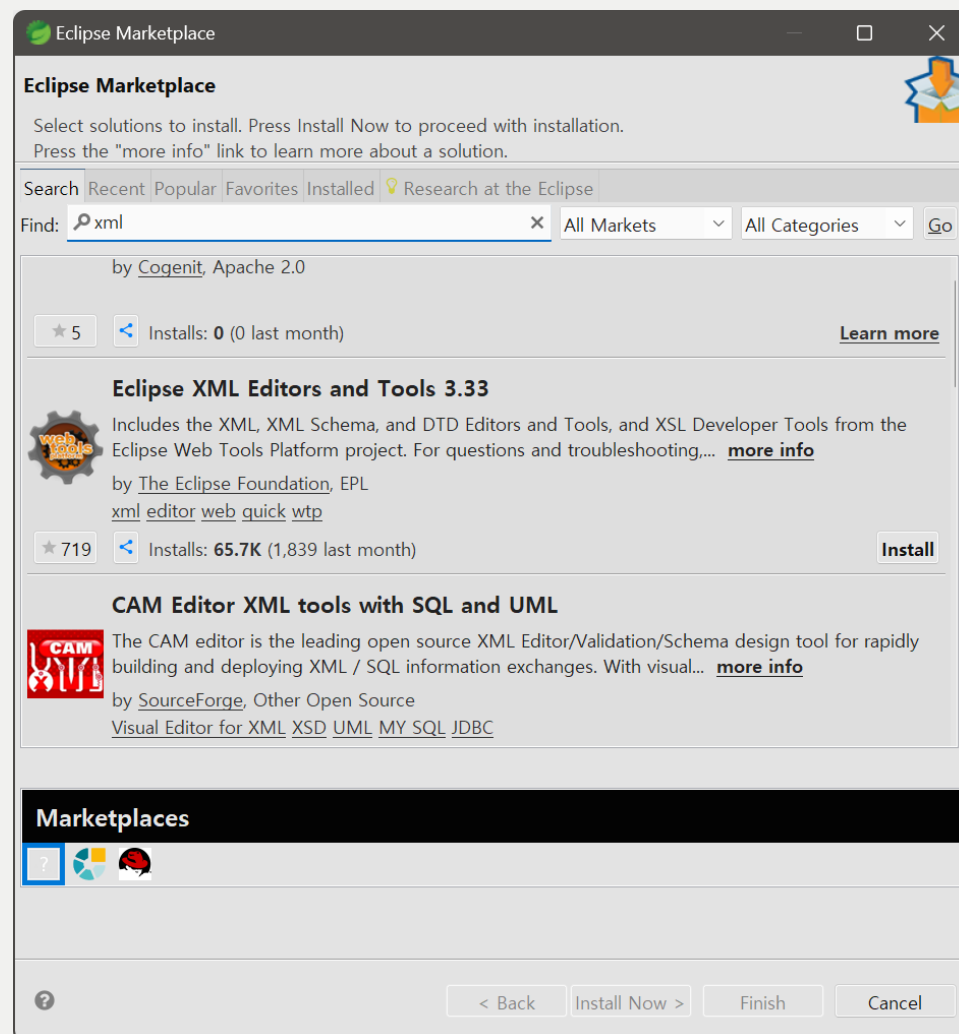 Eclipse Marketplace
Eclipse Marketplace
Select solutions to install. Press Install Now to proceed with installation.
Press the "more info" link to learn more about a solution.
Search Recent Popular Favorites Installed Research at the Eclipse
Find: xml All Markets All Categories Go
by Cogenit, Apache 2.0
5 Installs: 0 (0 last month) Learn more
Eclipse XML Editors and Tools 3.33
web tools
Includes the XML, XML Schema, and DTD Editors and Tools, and XSL Developer Tools from the
Eclipse Web Tools Platform project. For questions and troubleshooting,... more info
by The Eclipse Foundation, EPL
xml editor web quick wtp
719 Installs: 65.7K (1,839 last month) Install
CAM Editor XML tools with SQL and UML
CAM
The CAM editor is the leading open source XML Editor/Validation/Schema design tool for rapidly
building and deploying XML / SQL information exchanges. With visual... more info
by SourceForge, Other Open Source
Visual Editor for XML XSD UML MY SQL JDBC
Marketplaces
?
? < Back Install Now > Finish Cancel